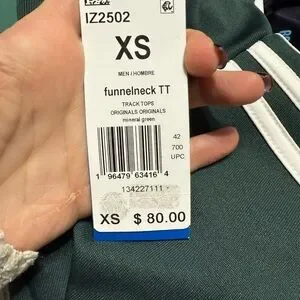 IZ2502
XS
MEN / HOMBRE
funnelneck TT
TRACK TOPS
ORIGINALS ORIGINALS
mineral green
42
700
UPC
1 96479 63416 4
134227111
XS $ 80.00